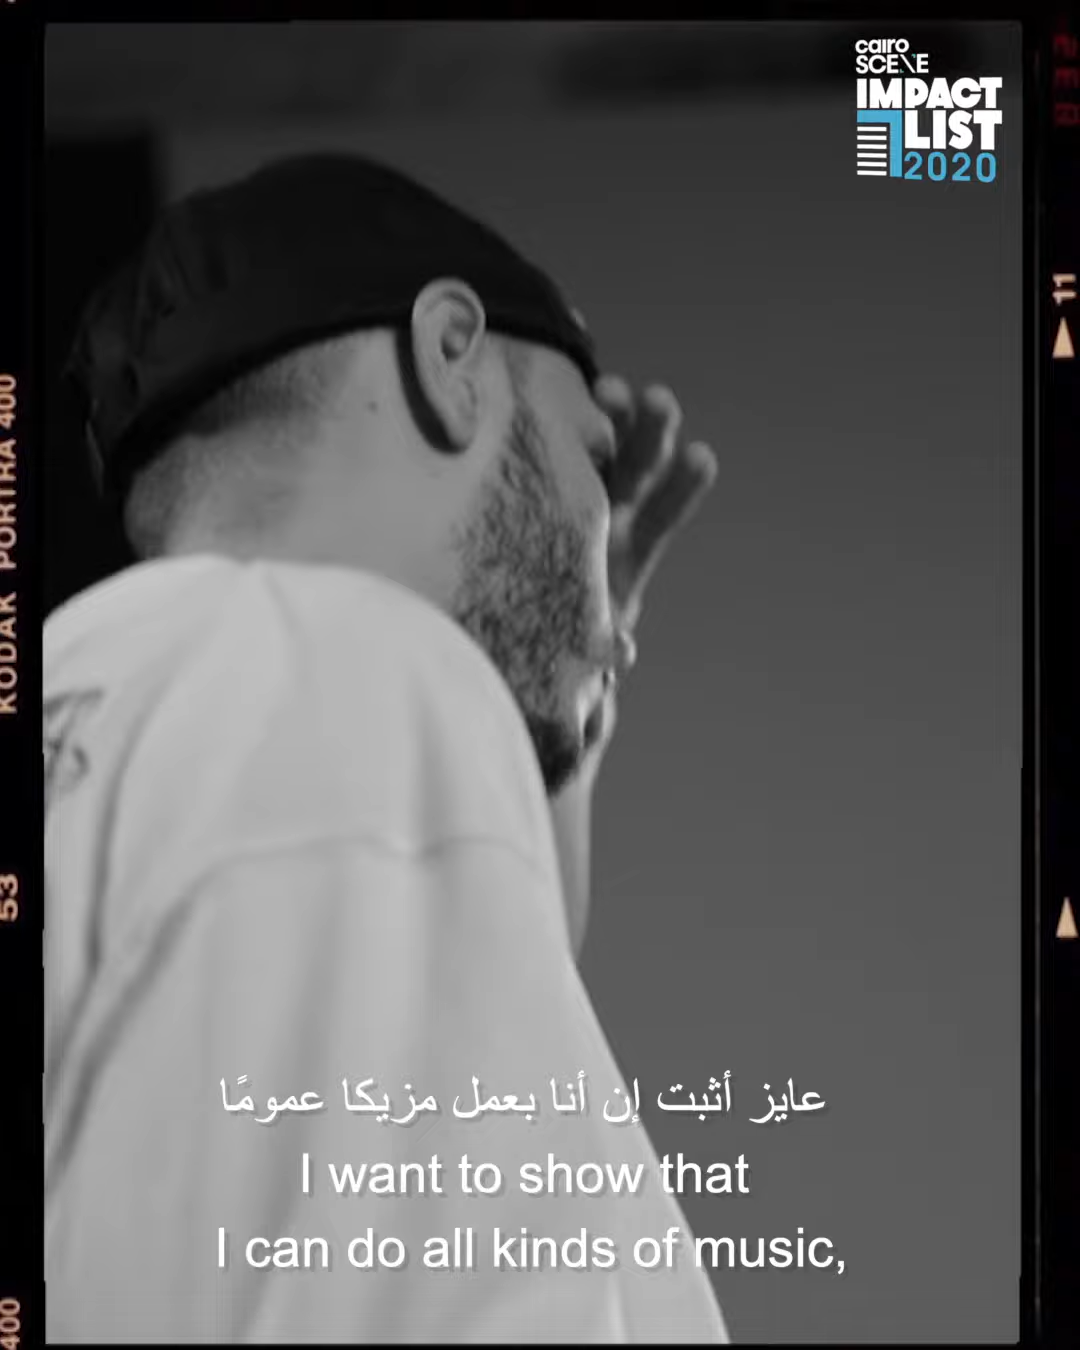 cairo
SCENE
IMPACT
LIST
2020
11
KODAK PORTRA 400
53
400
عايز أثبت إن أنا بعمل مزيكا عمومًا
I want to show that
I can do all kinds of music,